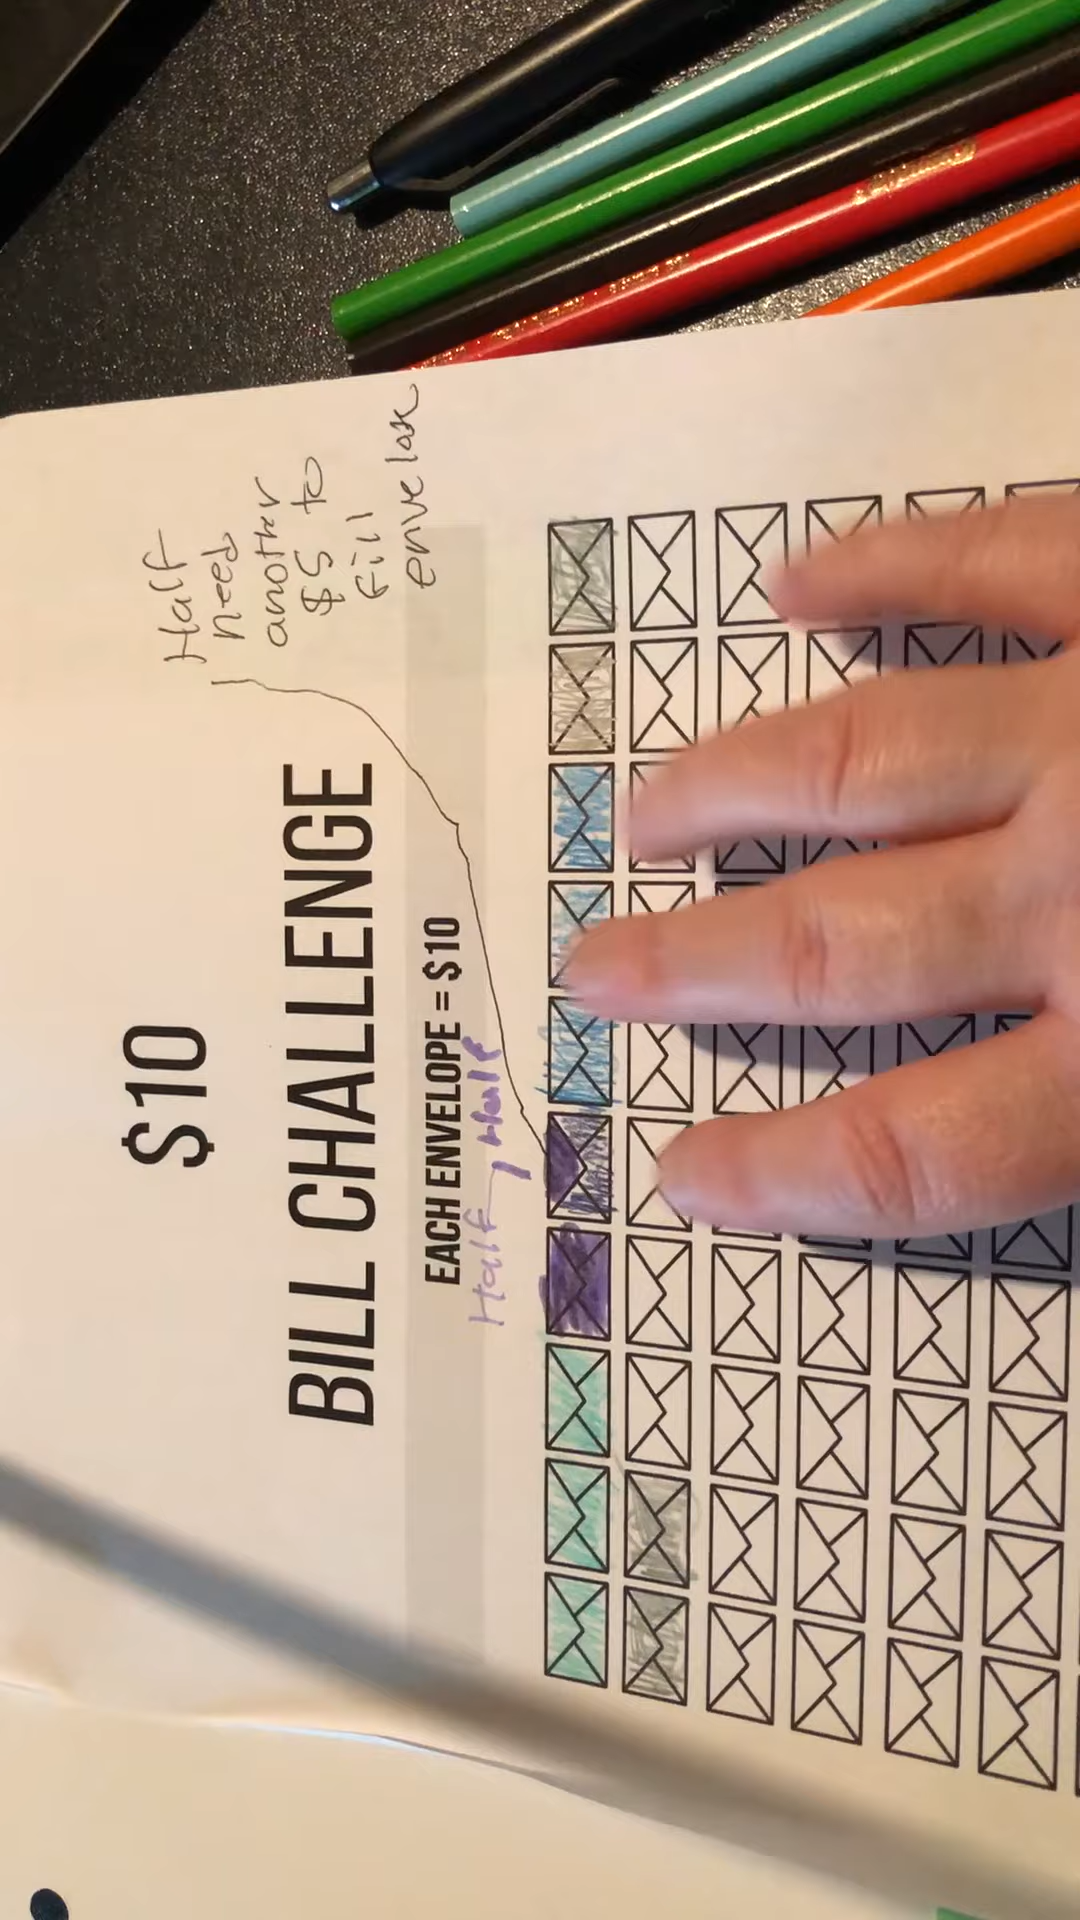 Half
need
another
$5 to
fill
envelope
$10
BILL CHALLENGE
EACH ENVELOPE = $10
Half, Half